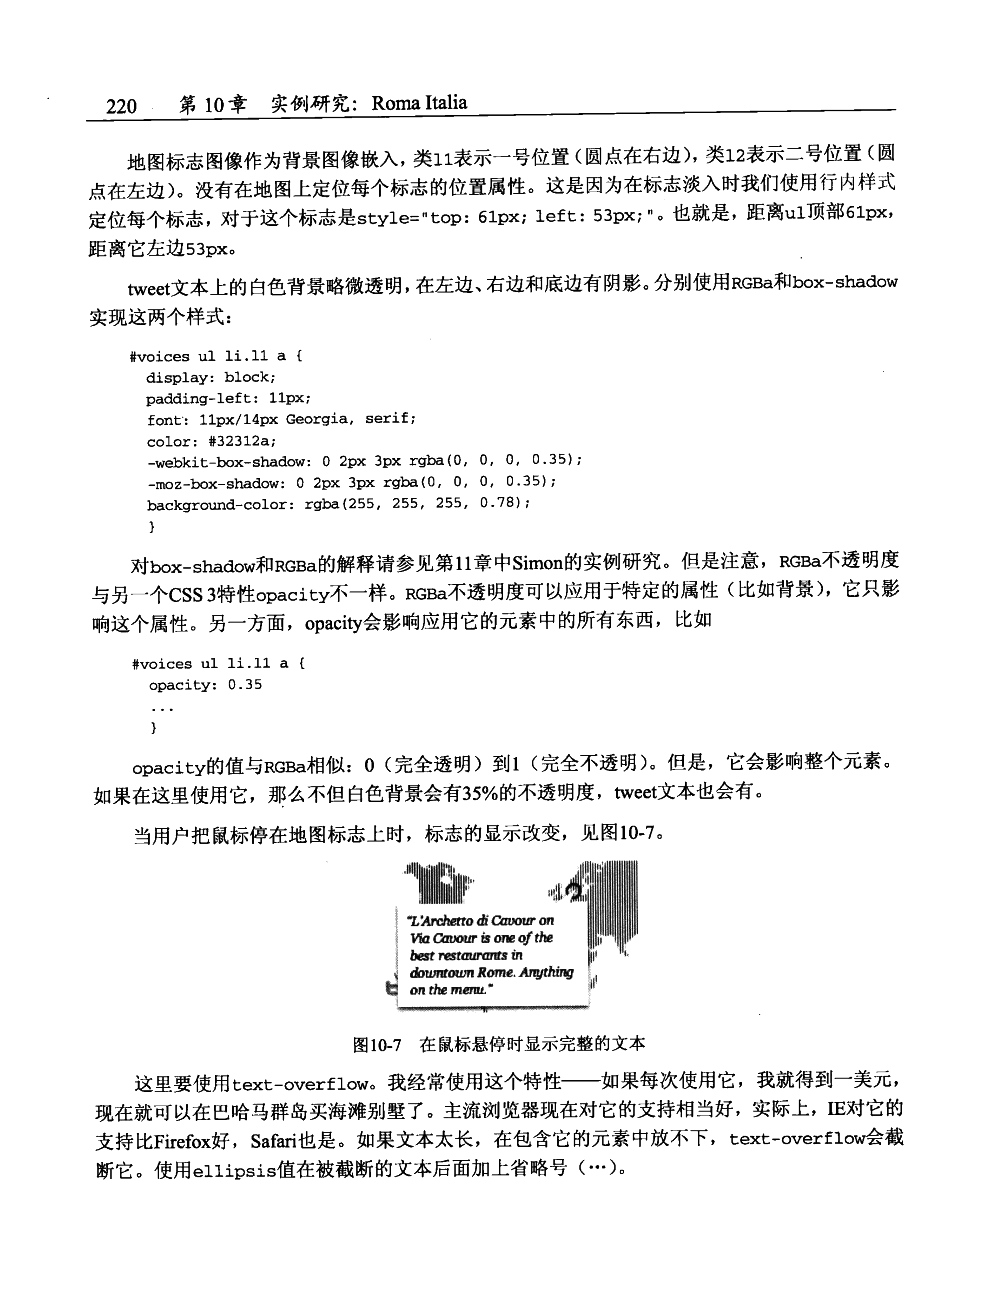 220 第10章 实例研究：Roma Italia
地图标志图像作为背景图像嵌入，类l1表示一号位置（圆点在右边），类l2表示二号位置（圆
点在左边）。没有在地图上定位每个标志的位置属性。这是因为在标志淡入时我们使用行内样式
定位每个标志，对于这个标志是style="top: 61px; left: 53px;"。也就是，距离ul顶部61px，
距离它左边53px。
tweet文本上的白色背景略微透明，在左边、右边和底边有阴影。分别使用RGBa和box-shadow
实现这两个样式：
#voices ul li.l1 a {
display: block;
padding-left: 11px;
font: 11px/14px Georgia, serif;
color: #32312a;
-webkit-box-shadow: 0 2px 3px rgba(0, 0, 0, 0.35);
-moz-box-shadow: 0 2px 3px rgba(0, 0, 0, 0.35);
background-color: rgba(255, 255, 255, 0.78);
}
对box-shadow和RGBa的解释请参见第11章中Simon的实例研究。但是注意，RGBa不透明度
与另一个CSS 3特性opacity不一样。RGBa不透明度可以应用于特定的属性（比如背景），它只影
响这个属性。另一方面，opacity会影响应用它的元素中的所有东西，比如
#voices ul li.l1 a {
opacity: 0.35
...
}
opacity的值与RGBa相似：0（完全透明）到1（完全不透明）。但是，它会影响整个元素。
如果在这里使用它，那么不但白色背景会有35%的不透明度，tweet文本也会有。
当用户把鼠标停在地图标志上时，标志的显示改变，见图10-7。
"L'Archetto di Cavour on
Via Cavour is one of the
best restaurants in
downtown Rome. Anything
on the menu."
图10-7 在鼠标悬停时显示完整的文本
这里要使用text-overflow。我经常使用这个特性——如果每次使用它，我就得到一美元，
现在就可以在巴哈马群岛买海滩别墅了。主流浏览器现在对它的支持相当好，实际上，IE对它的
支持比Firefox好，Safari也是。如果文本太长，在包含它的元素中放不下，text-overflow会截
断它。使用ellipsis值在被截断的文本后面加上省略号（…）。